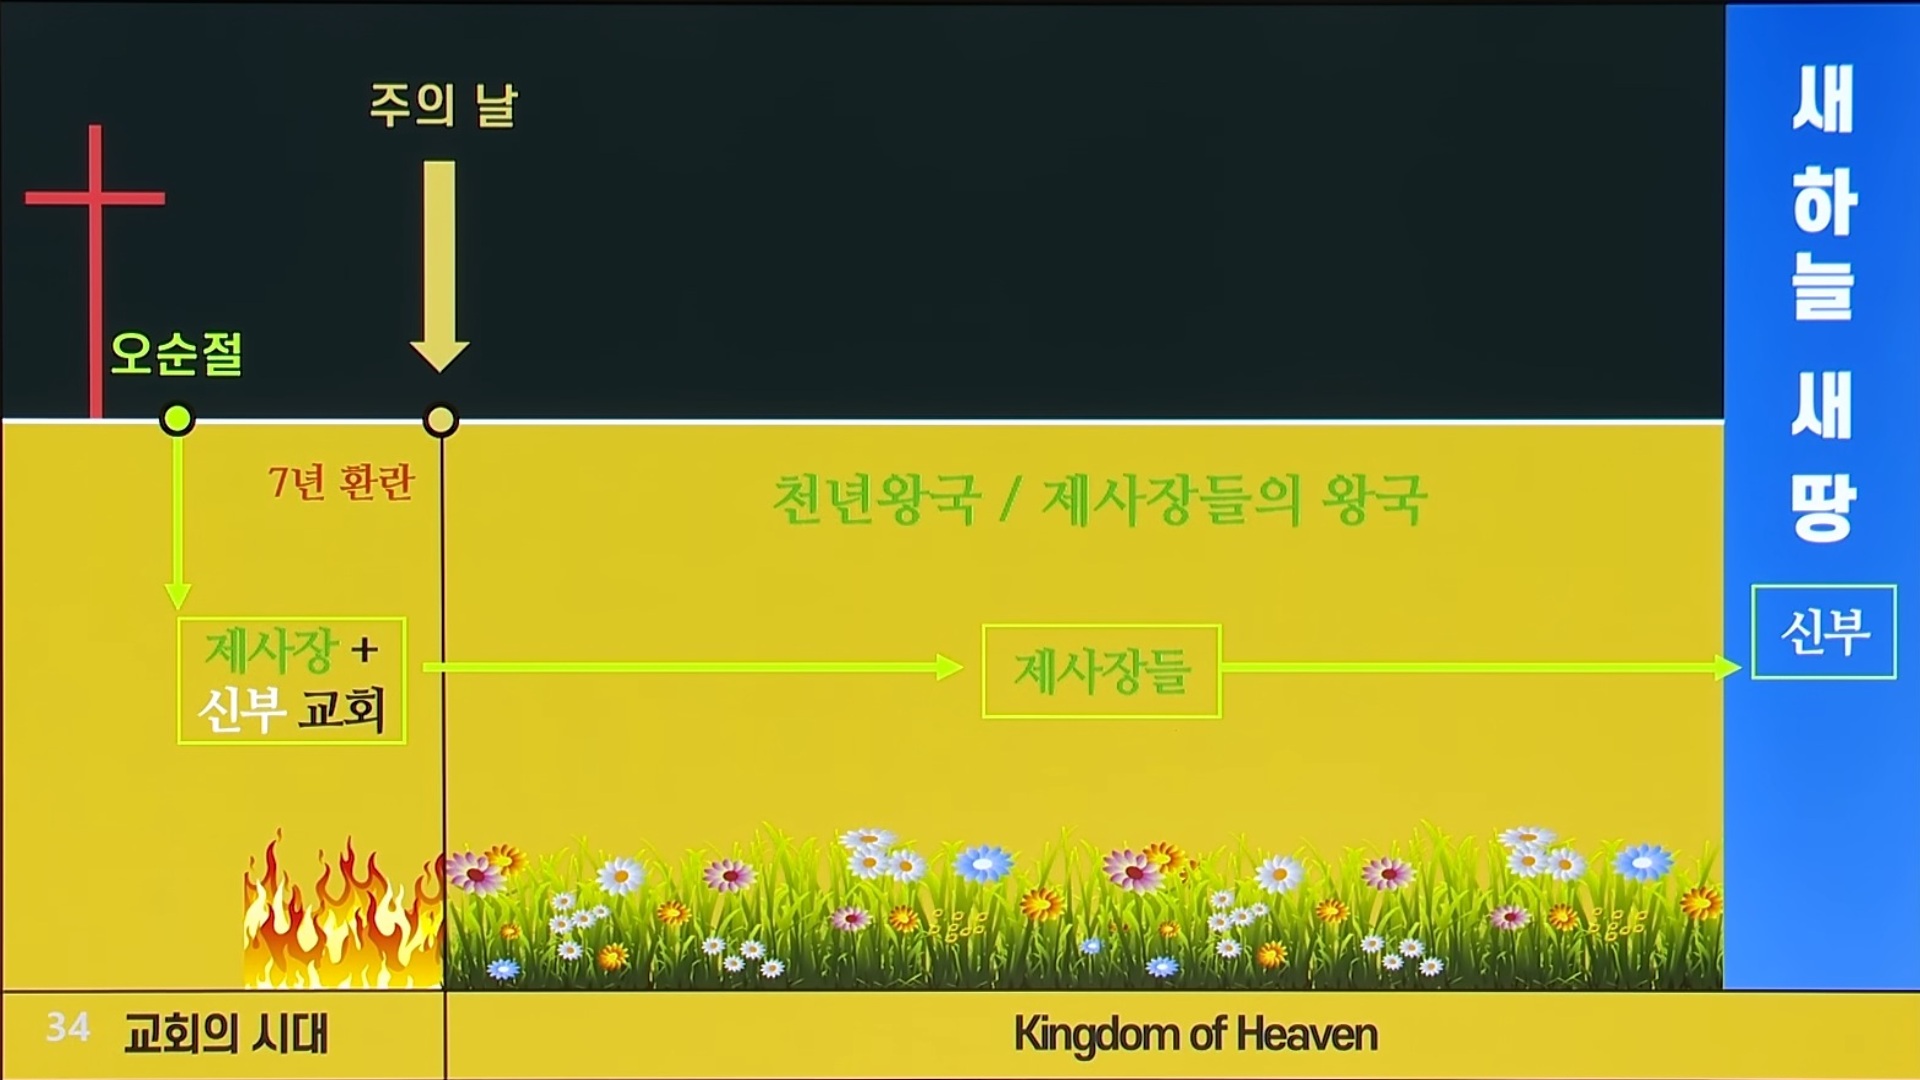 주의 날
오순절
7년 환란
천년왕국 / 제사장들의 왕국
제사장 +
신부 교회
제사장들
새 하늘 새 땅
신부
34 교회의 시대
Kingdom of Heaven